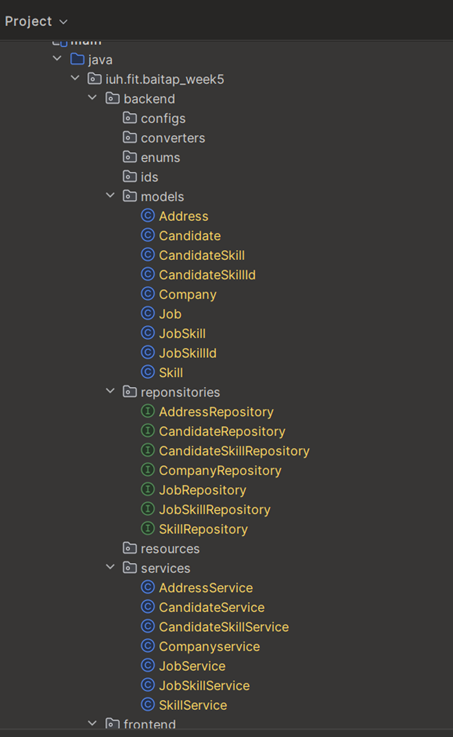 Project
main
java
iuh.fit.baitap_week5
backend
configs
converters
enums
ids
models
Address
Candidate
CandidateSkill
CandidateSkillId
Company
Job
JobSkill
JobSkillId
Skill
reponsitories
AddressRepository
CandidateRepository
CandidateSkillRepository
CompanyRepository
JobRepository
JobSkillRepository
SkillRepository
resources
services
AddressService
CandidateService
CandidateSkillService
Companyservice
JobService
JobSkillService
SkillService
frontend